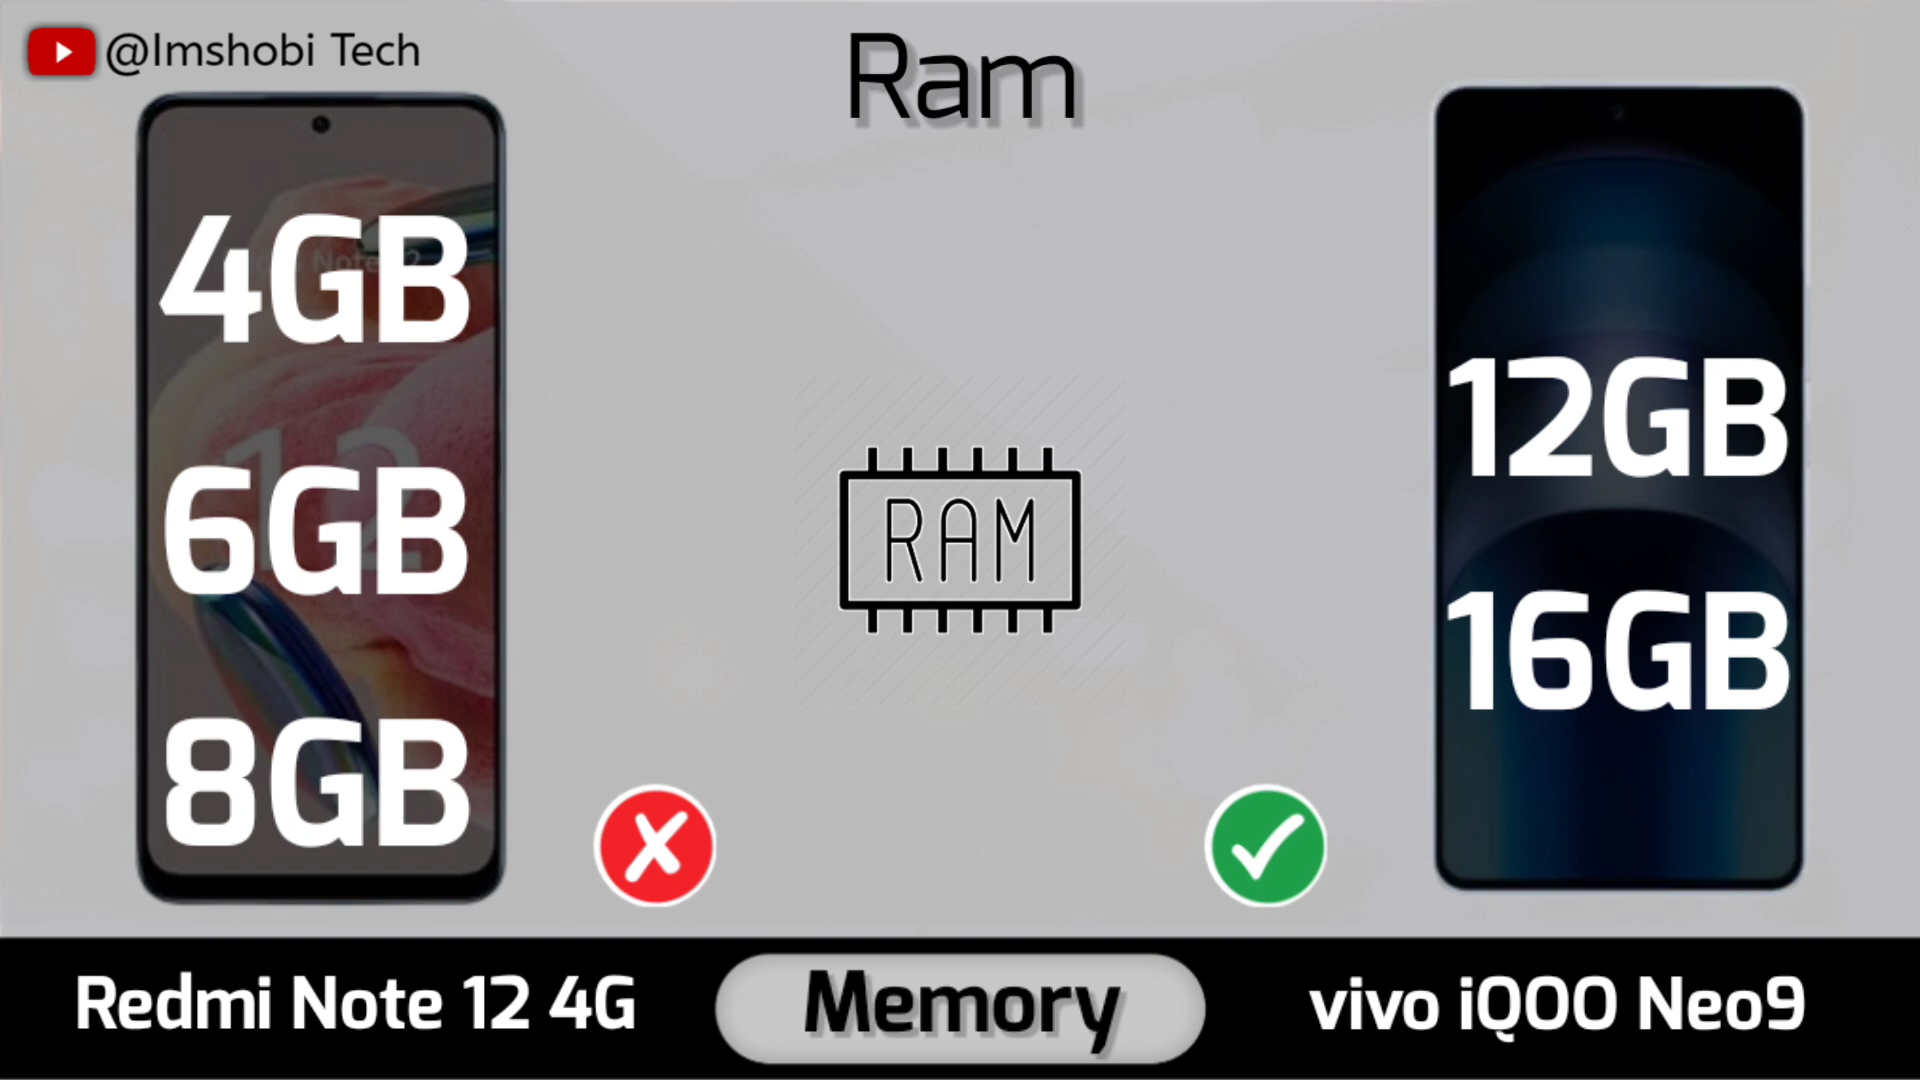 @Imshobi Tech
Ram
4GB
6GB
8GB
RAM
12GB
16GB
Redmi Note 12 4G
Memory
vivo iQOO Neo9